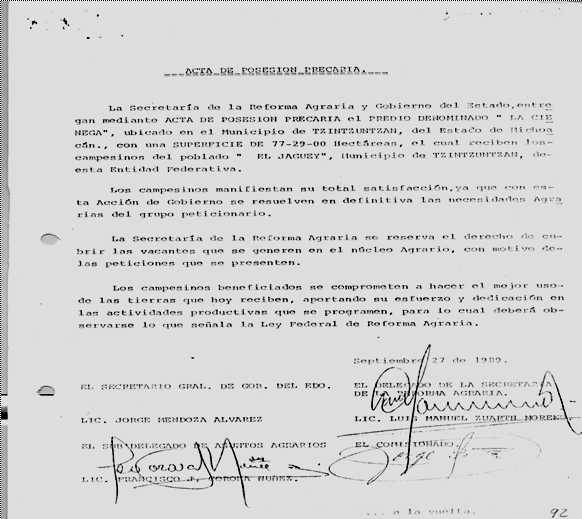 ACTA DE POSESION PRECARIA.
La Secretaría de la Reforma Agraria y Gobierno del Estado,entre
gan mediante ACTA DE POSESION PRECARIA el PREDIO DENOMINADO " LA CIE
NEGA", ubicado en el Municipio de TZINTZUNTZAN, del Estado de Michoa
cán., con una SUPERFICIE DE 77-29-00 Hectáreas, el cual reciben los-
campesinos del poblado " EL JAGUEY", Municipio de TZINTZUNTZAN, de-
esta Entidad Federativa.
Los campesinos manifiestan su total satisfacción,ya que con es-
ta Acción de Gobierno se resuelven en definitiva las necesidades Agra
rias del grupo peticionario.
La Secretaría de la Reforma Agraria se reserva el derecho de cu-
brir las vacantes que se generen en el núcleo Agrario, con motivo de-
las peticiones que se presenten.
Los campesinos beneficiados se comprometen a hacer el mejor uso-
de las tierras que hoy reciben, aportando su esfuerzo y dedicación en
las actividades productivas que se programen, para lo cual deberá ob-
servarse lo que señala la Ley Federal de Reforma Agraria.
Septiembre 27 de 1989.
EL SECRETARIO GRAL. DE GOB. DEL EDO.
EL DELEGADO DE LA SECRETARIA
DE LA REFORMA AGRARIA.
LIC. JORGE MENDOZA ALVAREZ
LIC. LUIS MANUEL ZUARTH MORENO
EL SUBDELEGADO DE ASUNTOS AGRARIOS
EL COMISIONADO.
LIC. FRANCISCO J. CORONA NUÑEZ.
... a la vuelta.
92